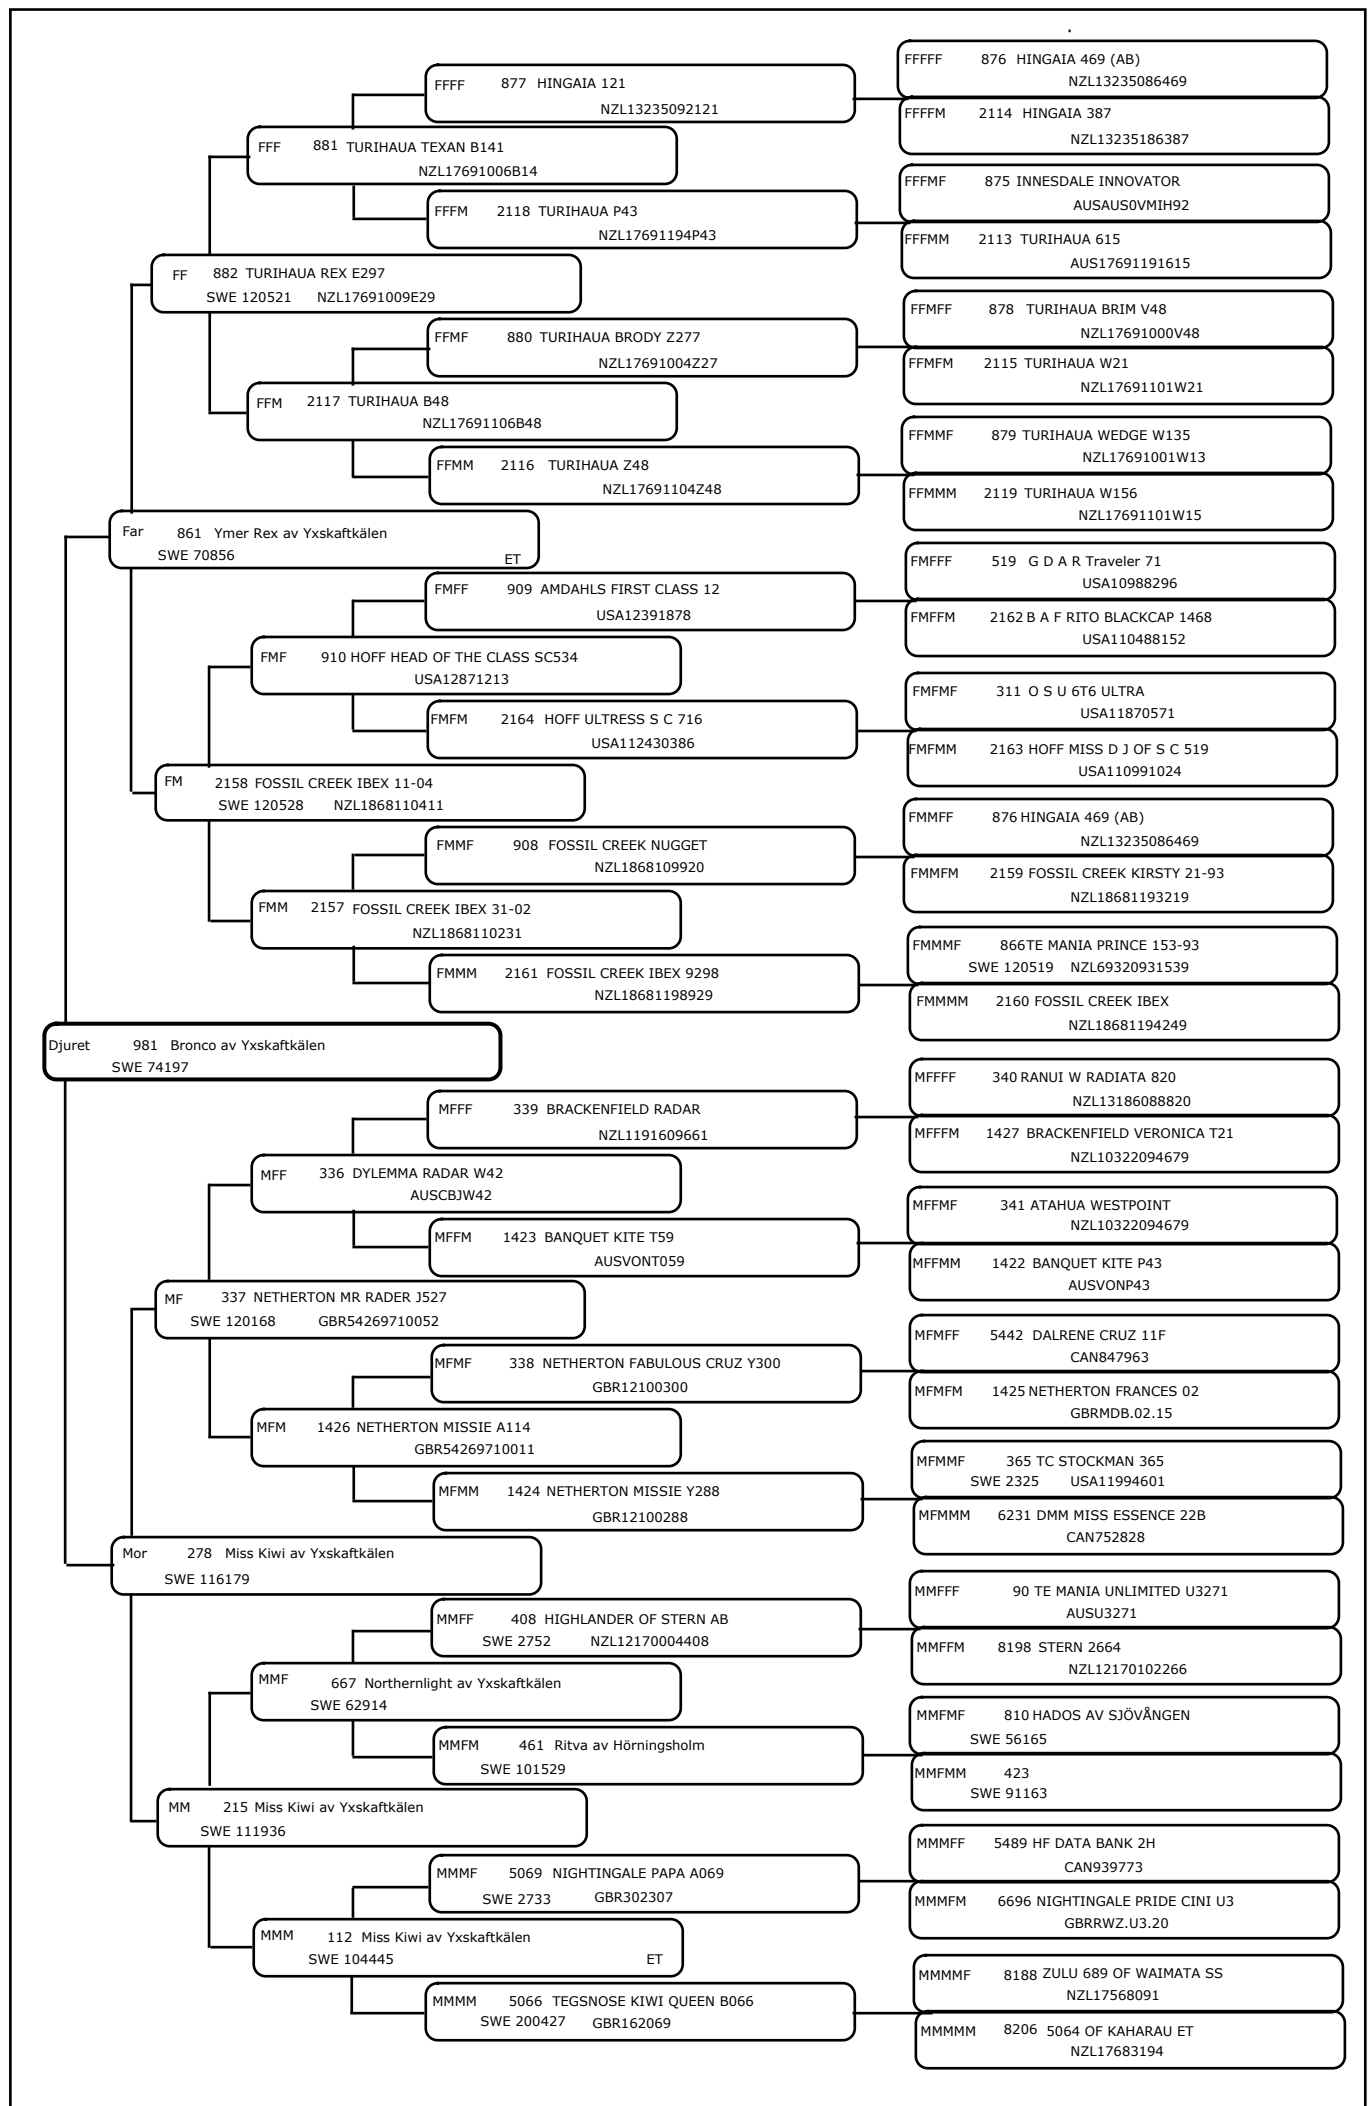 FFFFF 876 HINGAIA 469 (AB)
NZL13235086469
FFFF 877 HINGAIA 121
NZL13235092121
FFFFM 2114 HINGAIA 387
NZL13235186387
FFF 881 TURIHAUA TEXAN B141
NZL17691006B14
FFFMF 875 INNESDALE INNOVATOR
AUSAUS0VMIH92
FFFM 2118 TURIHAUA P43
NZL17691194P43
FFFMM 2113 TURIHAUA 615
AUS17691191615
FF 882 TURIHAUA REX E297
SWE 120521 NZL17691009E29
FFMFF 878 TURIHAUA BRIM V48
NZL17691000V48
FFMF 880 TURIHAUA BRODY Z277
NZL17691004Z27
FFMFM 2115 TURIHAUA W21
NZL17691101W21
FFM 2117 TURIHAUA B48
NZL17691106B48
FFMMF 879 TURIHAUA WEDGE W135
NZL17691001W13
FFMM 2116 TURIHAUA Z48
NZL17691104Z48
FFMMM 2119 TURIHAUA W156
NZL17691101W15
Far 861 Ymer Rex av Yxskaftkälen
SWE 70856 ET
FMFFF 519 G D A R Traveler 71
USA10988296
FMFF 909 AMDAHLS FIRST CLASS 12
USA12391878
FMFFM 2162 B A F RITO BLACKCAP 1468
USA110488152
FMF 910 HOFF HEAD OF THE CLASS SC534
USA12871213
FMFMF 311 O S U 6T6 ULTRA
USA11870571
FMFM 2164 HOFF ULTRESS S C 716
USA112430386
FMFMM 2163 HOFF MISS D J OF S C 519
USA110991024
FM 2158 FOSSIL CREEK IBEX 11-04
SWE 120528 NZL1868110411
FMMFF 876 HINGAIA 469 (AB)
NZL13235086469
FMMF 908 FOSSIL CREEK NUGGET
NZL1868109920
FMMFM 2159 FOSSIL CREEK KIRSTY 21-93
NZL18681193219
FMM 2157 FOSSIL CREEK IBEX 31-02
NZL1868110231
FMMMF 866TE MANIA PRINCE 153-93
SWE 120519 NZL69320931539
FMMM 2161 FOSSIL CREEK IBEX 9298
NZL18681198929
FMMMM 2160 FOSSIL CREEK IBEX
NZL18681194249
Djuret 981 Bronco av Yxskaftkälen
SWE 74197
MFFFF 340 RANUI W RADIATA 820
NZL13186088820
MFFF 339 BRACKENFIELD RADAR
NZL1191609661
MFFFM 1427 BRACKENFIELD VERONICA T21
NZL10322094679
MFF 336 DYLEMMA RADAR W42
AUSCBJW42
MFFMF 341 ATAHUA WESTPOINT
NZL10322094679
MFFM 1423 BANQUET KITE T59
AUSVONT059
MFFMM 1422 BANQUET KITE P43
AUSVONP43
MF 337 NETHERTON MR RADER J527
SWE 120168 GBR54269710052
MFMFF 5442 DALRENE CRUZ 11F
CAN847963
MFMF 338 NETHERTON FABULOUS CRUZ Y300
GBR12100300
MFMFM 1425 NETHERTON FRANCES 02
GBRMDB.02.15
MFM 1426 NETHERTON MISSIE A114
GBR54269710011
MFMMF 365 TC STOCKMAN 365
SWE 2325 USA11994601
MFMM 1424 NETHERTON MISSIE Y288
GBR12100288
MFMMM 6231 DMM MISS ESSENCE 22B
CAN752828
Mor 278 Miss Kiwi av Yxskaftkälen
SWE 116179
MMFFF 90 TE MANIA UNLIMITED U3271
AUSU3271
MMFF 408 HIGHLANDER OF STERN AB
SWE 2752 NZL12170004408
MMFFM 8198 STERN 2664
NZL12170102266
MMF 667 Northernlight av Yxskaftkälen
SWE 62914
MMFMF 810 HADOS AV SJÖVÅNGEN
SWE 56165
MMFM 461 Ritva av Hörningsholm
SWE 101529
MMFMM 423
SWE 91163
MM 215 Miss Kiwi av Yxskaftkälen
SWE 111936
MMMFF 5489 HF DATA BANK 2H
CAN939773
MMMF 5069 NIGHTINGALE PAPA A069
SWE 2733 GBR302307
MMMFM 6696 NIGHTINGALE PRIDE CINI U3
GBRRWZ.U3.20
MMM 112 Miss Kiwi av Yxskaftkälen
SWE 104445 ET
MMMMF 8188 ZULU 689 OF WAIMATA SS
NZL17568091
MMMM 5066 TEGSNOSE KIWI QUEEN B066
SWE 200427 GBR162069
MMMMM 8206 5064 OF KAHARAU ET
NZL17683194